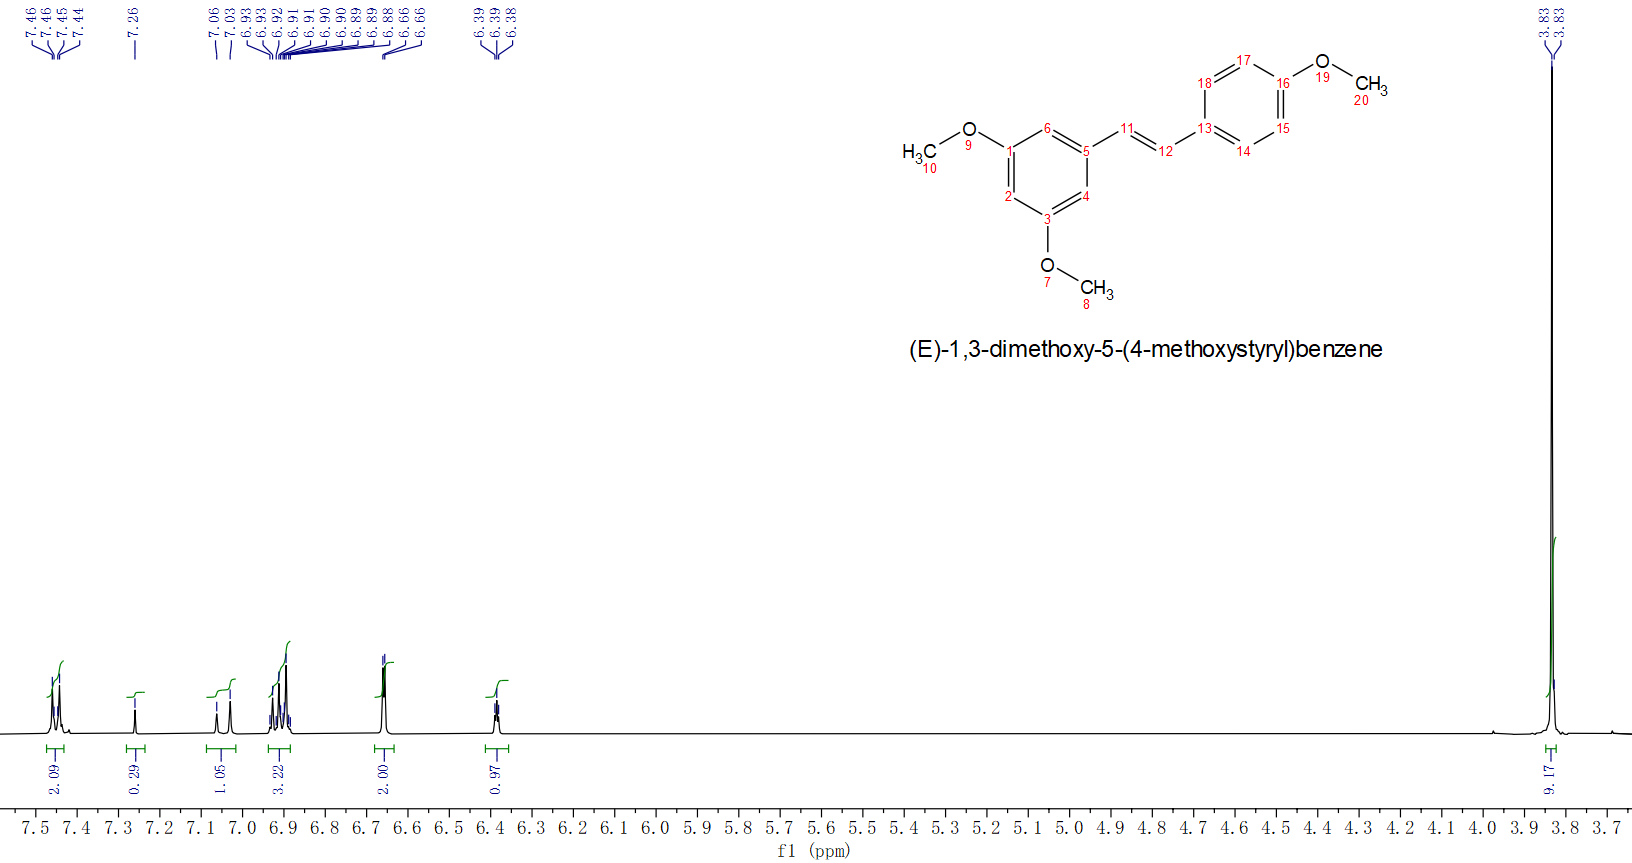 7.46 7.46 7.45 7.44 7.26 7.06 7.03 6.93 6.93 6.92 6.91 6.91 6.90 6.90 6.89 6.89 6.88 6.66 6.66 6.39 6.39 6.38 3.83 3.83
17 O CH3
18 16 19 20
O 6 11 13 15
H3C 9 1 5 12 14
10 2 4
3
O CH3
7 8
(E)-1,3-dimethoxy-5-(4-methoxystyryl)benzene
2.09 0.29 1.05 3.22 2.00 0.97 9.17
7.5 7.4 7.3 7.2 7.1 7.0 6.9 6.8 6.7 6.6 6.5 6.4 6.3 6.2 6.1 6.0 5.9 5.8 5.7 5.6 5.5 5.4 5.3 5.2 5.1 5.0 4.9 4.8 4.7 4.6 4.5 4.4 4.3 4.2 4.1 4.0 3.9 3.8 3.7
f1 (ppm)